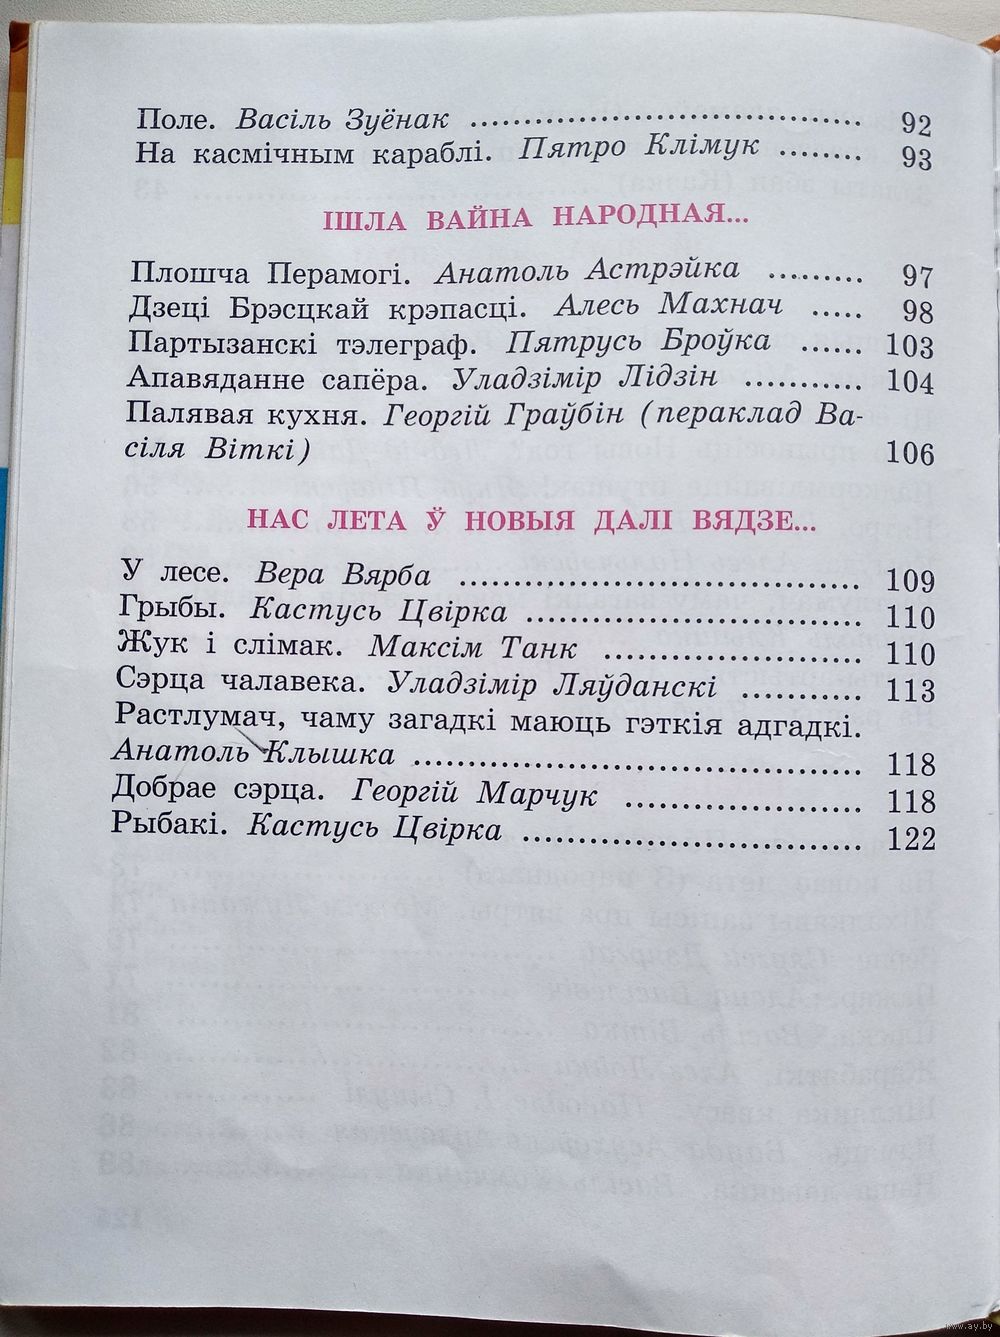 Поле. Васіль Зуёнак ..................................... 92
На касмічным караблі. Пятро Клімук ........ 93
ІШЛА ВАЙНА НАРОДНАЯ...
Плошча Перамогі. Анатоль Астрэйка ......... 97
Дзеці Брэсцкай крэпасці. Алесь Махнач ..... 98
Партызанскі тэлеграф. Пятрусь Броўка ...... 103
Апавяданне сапёра. Уладзімір Лідзін ........... 104
Палявая кухня. Георгій Граўбін (пераклад Ва-
сіля Віткі) 106
НАС ЛЕТА Ў НОВЫЯ ДАЛІ ВЯДЗЕ...
У лесе. Вера Вярба ...................................... 109
Грыбы. Кастусь Цвірка ................................ 110
Жук і слімак. Максім Танк ........................ 110
Сэрца чалавека. Уладзімір Ляўданскі ........... 113
Растлумач, чаму загадкі маюць гэткія адгадкі.
Анатоль Клышка .......................................... 118
Добрае сэрца. Георгій Марчук ...................... 118
Рыбакі. Кастусь Цвірка ................................ 122
www.ay.by